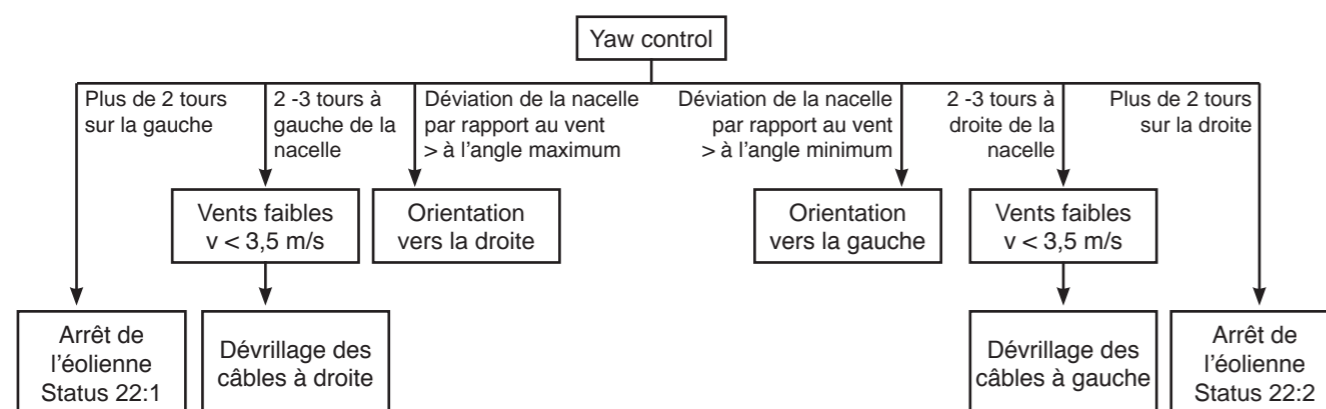 Yaw control
Plus de 2 tours
sur la gauche
2 -3 tours à
gauche de la
nacelle
Déviation de la nacelle
par rapport au vent
> à l'angle maximum
Déviation de la nacelle
par rapport au vent
> à l'angle minimum
2 -3 tours à
droite de la
nacelle
Plus de 2 tours
sur la droite
Vents faibles
v < 3,5 m/s
Orientation
vers la droite
Orientation
vers la gauche
Vents faibles
v < 3,5 m/s
Arrêt de
l'éolienne
Status 22:1
Dévrillage des
câbles à droite
Dévrillage des
câbles à gauche
Arrêt de
l'éolienne
Status 22:2